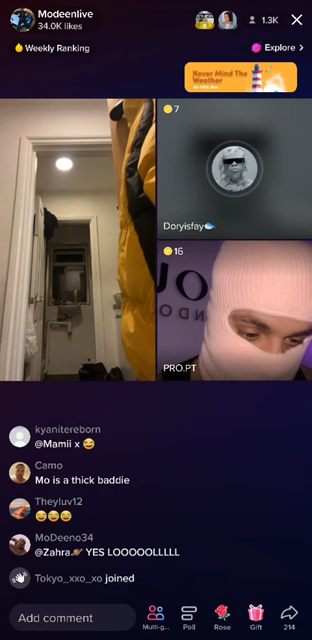 Modeenlive
34.0K likes
1.3K
Weekly Ranking
Explore >
Never Mind The
Weather
7
Doryisfay🐟
16
PRO.PT
kyanitereborn
@Mamii x 😅
Camo
Mo is a thick baddie
Theyluv12
😂😂😂
MoDeeno34
@Zahra🪐 YES LOOOOOLLLLL
Tokyo_xxo_xo joined
Add comment
Multi-g...
Poll
Rose
Gift
214